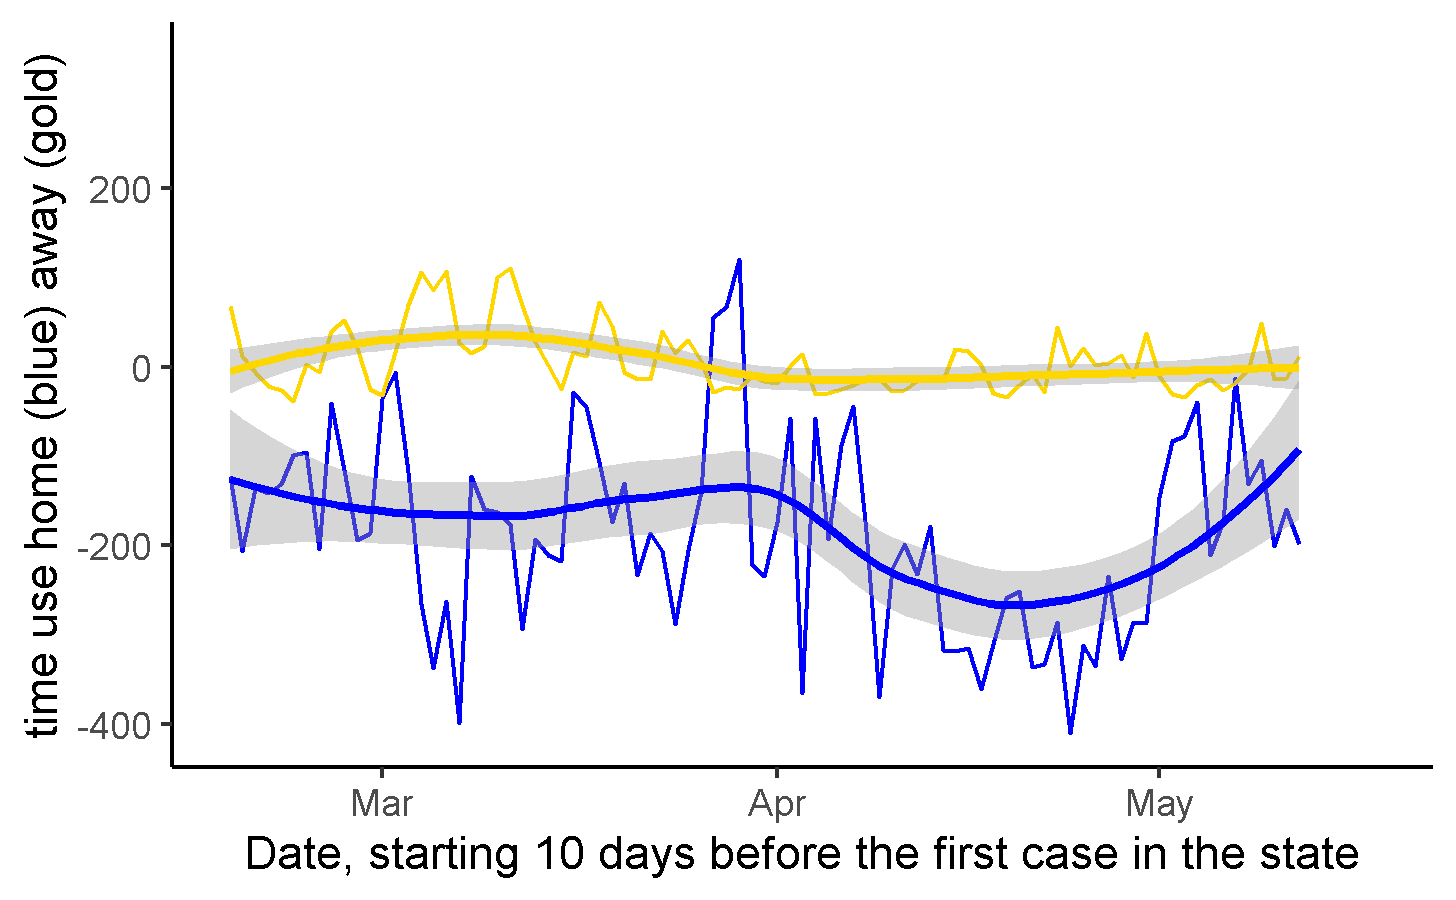 time use home (blue) away (gold)
200
0
-200
-400
Mar Apr May
Date, starting 10 days before the first case in the state